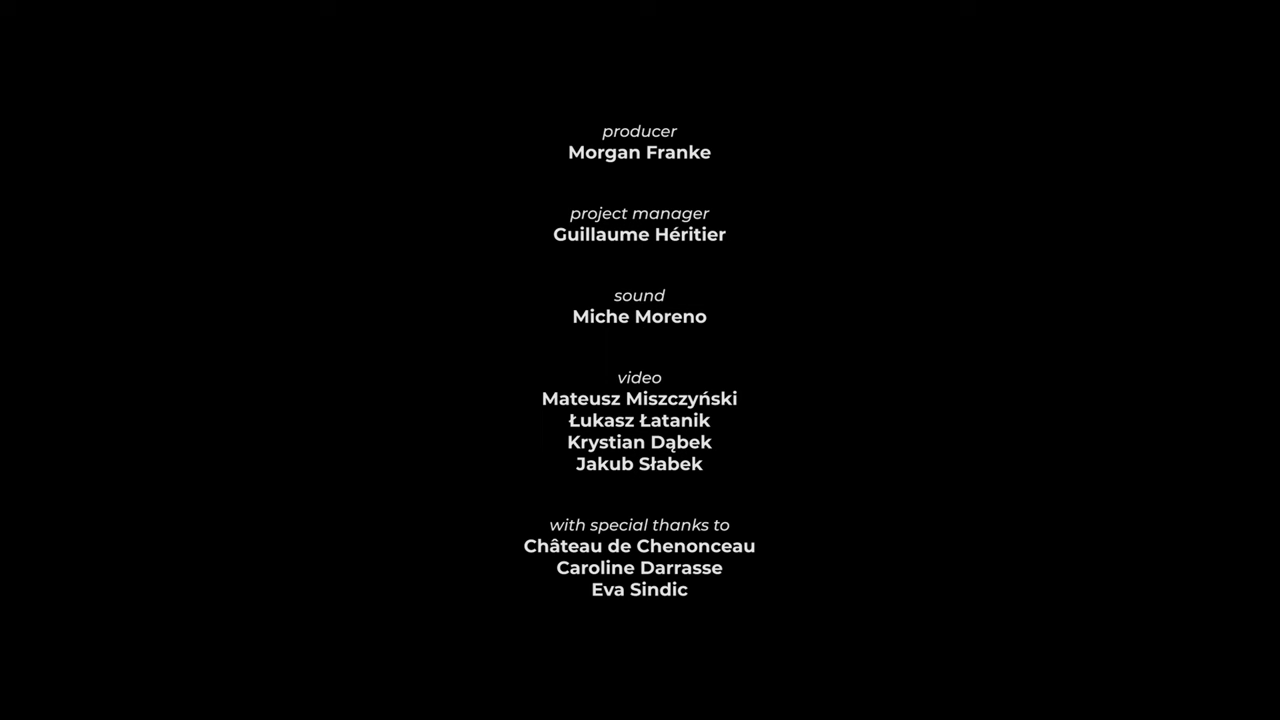 producer
Morgan Franke
project manager
Guillaume Héritier
sound
Miche Moreno
video
Mateusz Miszczyński
Łukasz Łatanik
Krystian Dąbek
Jakub Słabek
with special thanks to
Château de Chenonceau
Caroline Darrasse
Eva Sindic